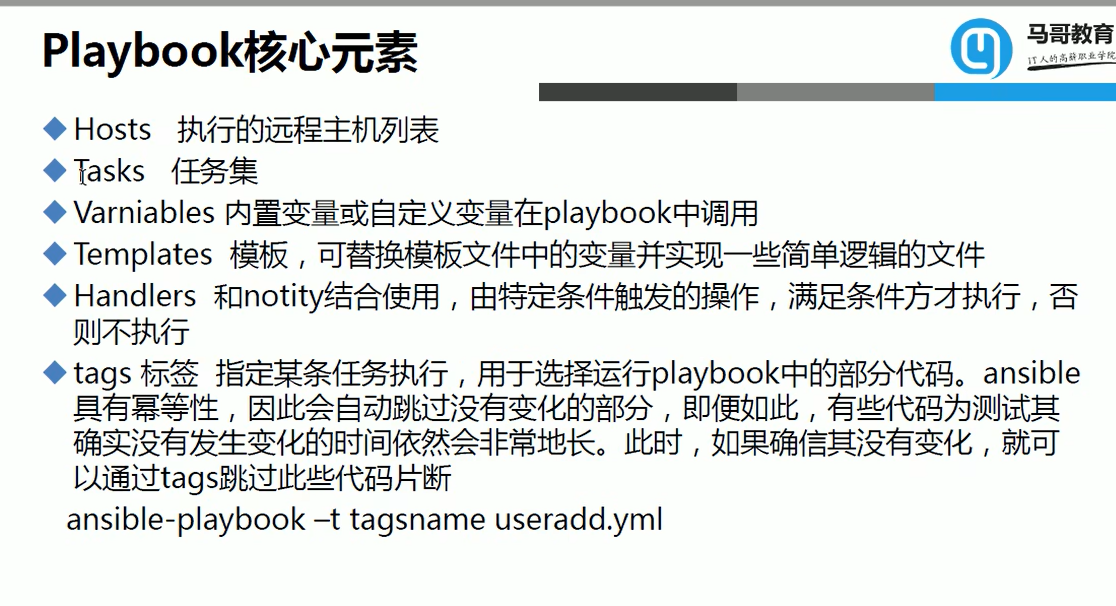 Playbook核心元素
马哥教育
IT人的高薪职业学院
Hosts 执行的远程主机列表
Tasks 任务集
Varniables 内置变量或自定义变量在playbook中调用
Templates 模板，可替换模板文件中的变量并实现一些简单逻辑的文件
Handlers 和notity结合使用，由特定条件触发的操作，满足条件方才执行，否
则不执行
tags 标签 指定某条任务执行，用于选择运行playbook中的部分代码。ansible
具有幂等性，因此会自动跳过没有变化的部分，即便如此，有些代码为测试其
确实没有发生变化的时间依然会非常地长。此时，如果确信其没有变化，就可
以通过tags跳过此些代码片断
ansible-playbook –t tagsname useradd.yml